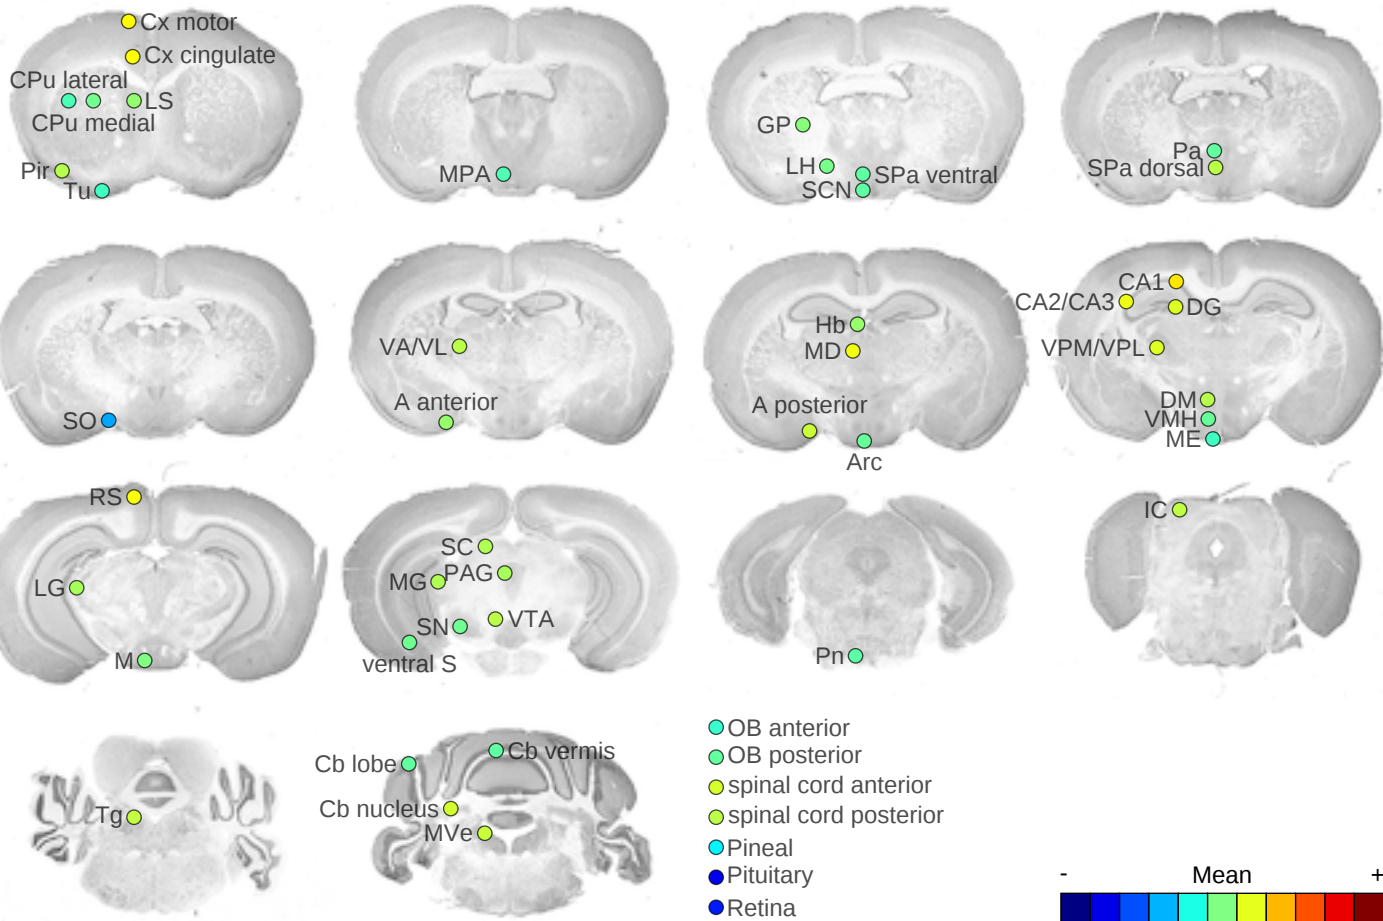 Cx motor
Cx cingulate
CPu lateral
LS
CPu medial
Pir
Tu
MPA
GP
LH
SPa ventral
SCN
Pa
SPa dorsal
SO
VA/VL
A anterior
Hb
MD
A posterior
Arc
CA1
CA2/CA3
DG
VPM/VPL
DM
VMH
ME
RS
LG
M
SC
MG
PAG
SN
VTA
ventral S
Pn
IC
Tg
Cb lobe
Cb vermis
Cb nucleus
MVe
OB anterior
OB posterior
spinal cord anterior
spinal cord posterior
Pineal
Pituitary
Retina
- Mean +